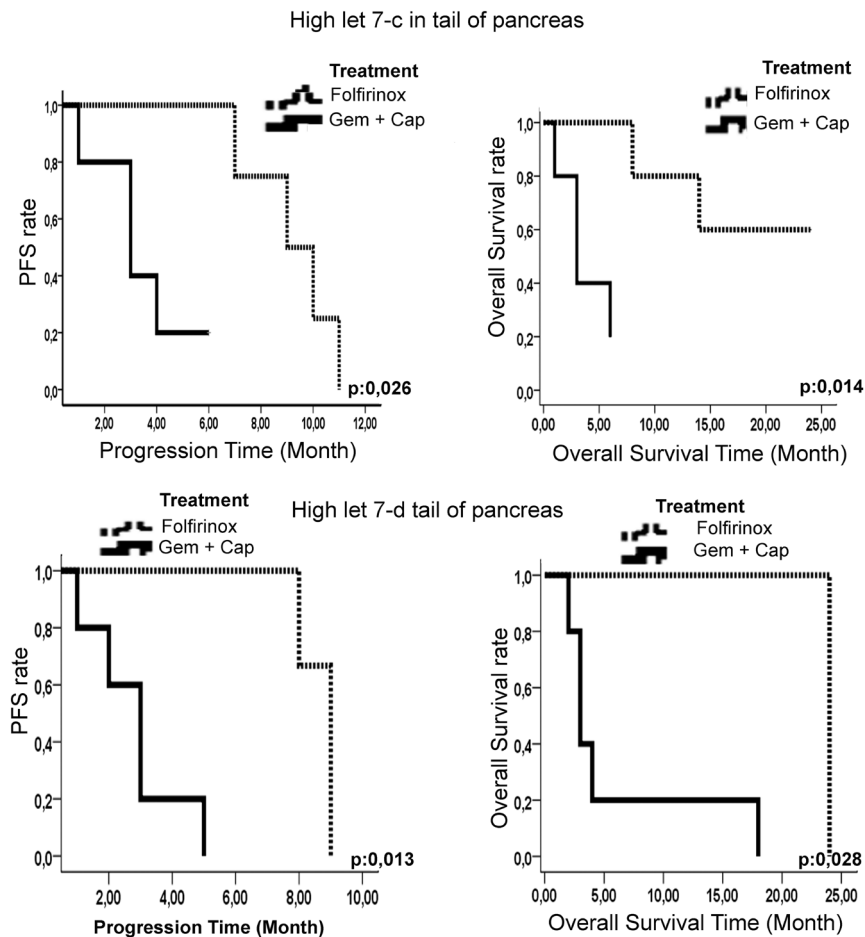 High let 7-c in tail of pancreas
Treatment
Folfirinox
Gem + Cap
PFS rate
1,0
0,8
0,6
0,4
0,2
0,0
p:0,026
2,00 4,00 6,00 8,00 10,00 12,00
Progression Time (Month)
Treatment
Folfirinox
Gem + Cap
Overall Survival rate
1,0
0,8
0,6
0,4
0,2
0,0
p:0,014
0,00 5,00 10,00 15,00 20,00 25,00
Overall Survival Time (Month)
High let 7-d tail of pancreas
Treatment
Folfirinox
Gem + Cap
PFS rate
1,0
0,8
0,6
0,4
0,2
0,0
p:0,013
2,00 4,00 6,00 8,00 10,00
Progression Time (Month)
Treatment
Folfirinox
Gem + Cap
Overall Survival rate
1,0
0,8
0,6
0,4
0,2
0,0
p:0,028
0,00 5,00 10,00 15,00 20,00 25,00
Overall Survival Time (Month)